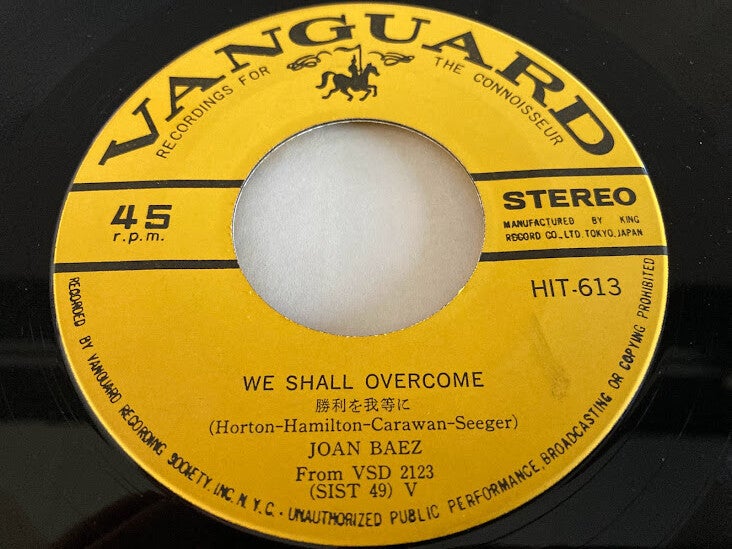 VANGUARD
RECORDINGS FOR THE CONNOISSEUR
45
r.p.m.
STEREO
MANUFACTURED BY KING
RECORD CO., LTD. TOKYO, JAPAN
HIT-613
WE SHALL OVERCOME
勝利を我等に
(Horton-Hamilton-Carawan-Seeger)
JOAN BAEZ
From VSD 2123
(SIST 49) V
RECORDED BY VANGUARD RECORDING SOCIETY, INC. N.Y.C. · UNAUTHORIZED PUBLIC PERFORMANCE, BROADCASTING OR COPYING PROHIBITED